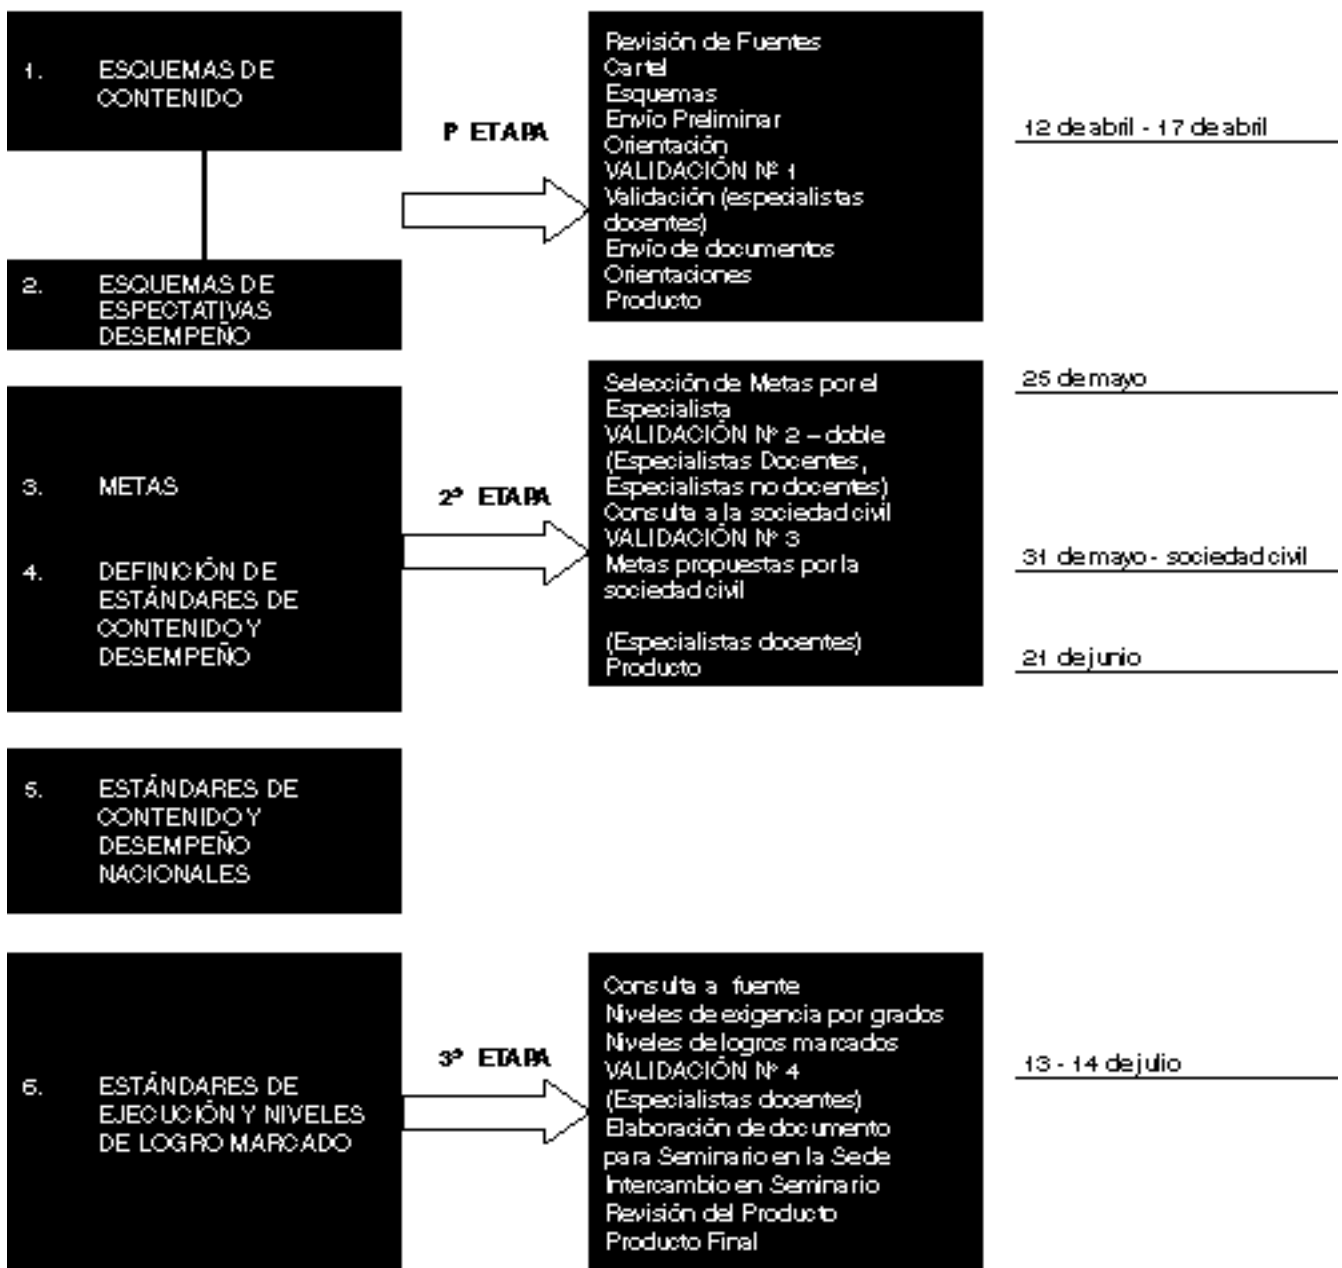 1. ESQUEMAS DE
CONTENIDO
2. ESQUEMAS DE
ESPECTATIVAS
DESEMPEÑO
1ª ETAPA
Revisión de Fuentes
Cartel
Esquemas
Envío Preliminar
Orientación
VALIDACIÓN Nº 1
Validación (especialistas
docentes)
Envío de documentos
Orientaciones
Producto
12 de abril - 17 de abril
3. METAS
4. DEFINICIÓN DE
ESTÁNDARES DE
CONTENIDO Y
DESEMPEÑO
2ª ETAPA
Selección de Metas por el
Especialista
VALIDACIÓN Nº 2 – doble
(Especialistas Docentes,
Especialistas no docentes)
Consulta a la sociedad civil
VALIDACIÓN Nº 3
Metas propuestas por la
sociedad civil
(Especialistas docentes)
Producto
25 de mayo
31 de mayo - sociedad civil
21 de junio
5. ESTÁNDARES DE
CONTENIDO Y
DESEMPEÑO
NACIONALES
6. ESTÁNDARES DE
EJECUCIÓN Y NIVELES
DE LOGRO MARCADO
3ª ETAPA
Consulta a fuente
Niveles de exigencia por grados
Niveles de logros marcados
VALIDACIÓN Nº 4
(Especialistas docentes)
Elaboración de documento
para Seminario en la Sede
Intercambio en Seminario
Revisión del Producto
Producto Final
13 - 14 de julio